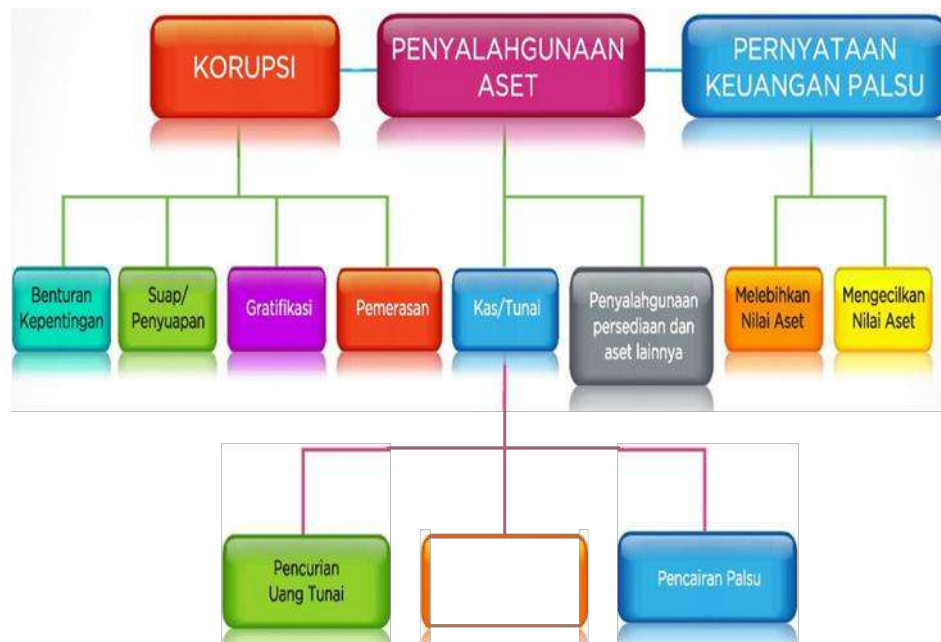 KORUPSI
PENYALAHGUNAAN
ASET
PERNYATAAN
KEUANGAN PALSU
Benturan
Kepentingan
Suap/
Penyuapan
Gratifikasi
Pemerasan
Kas/Tunai
Penyalahgunaan
persediaan dan
aset lainnya
Melebihkan
Nilai Aset
Mengecilkan
Nilai Aset
Pencurian
Uang Tunai
Pencairan Palsu